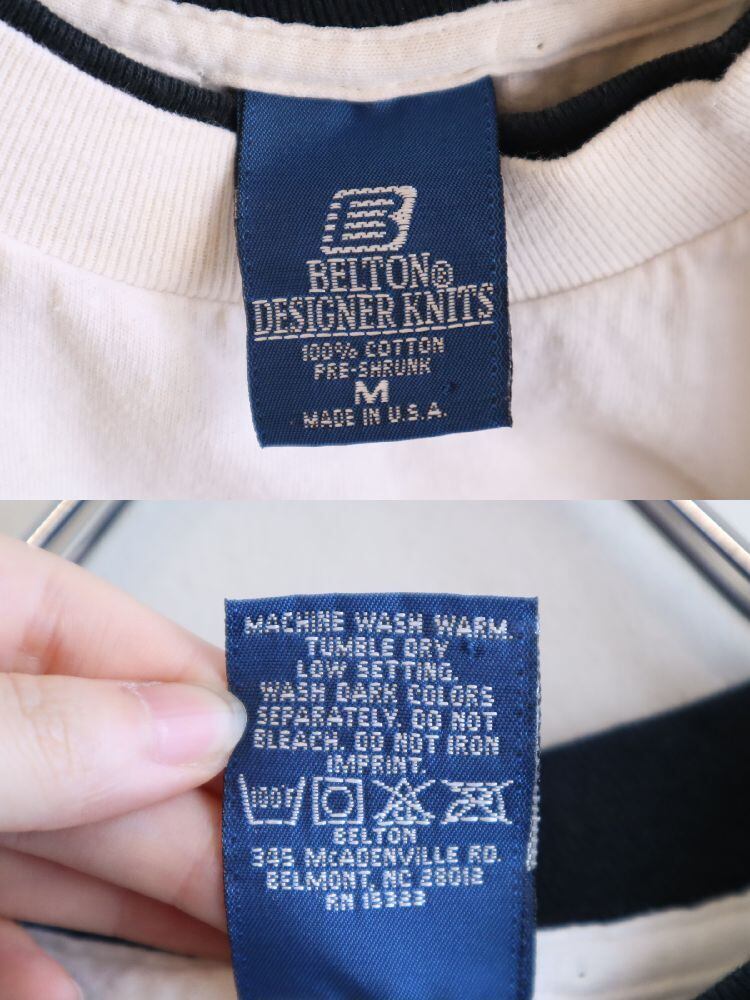 B
BELTON®
DESIGNER KNITS
100% COTTON
PRE-SHRUNK
M
MADE IN U.S.A.
MACHINE WASH WARM.
TUMBLE DRY
LOW SETTING.
WASH DARK COLORS
SEPARATELY. DO NOT
BLEACH. DO NOT IRON
IMPRINT.
100F
BELTON
345 McADENVILLE RD.
BELMONT, NC 28012
RN 15323